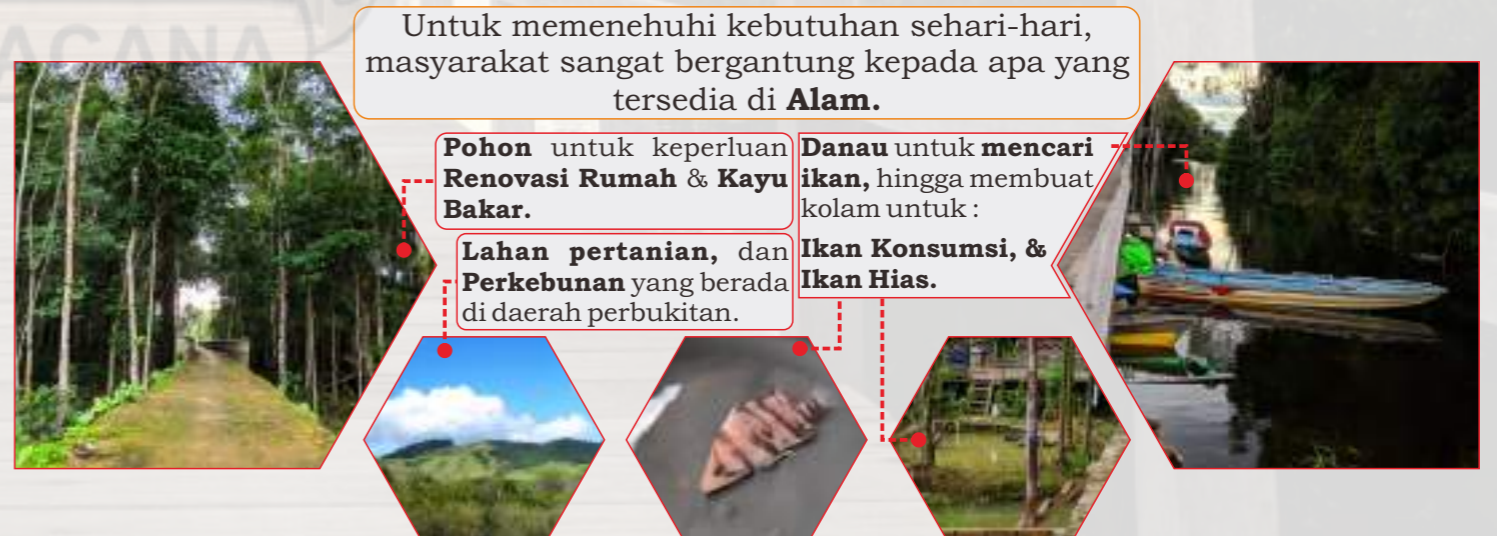 ACANA
Untuk memenehuhi kebutuhan sehari-hari,
masyarakat sangat bergantung kepada apa yang
tersedia di Alam.
Pohon untuk keperluan
Renovasi Rumah & Kayu
Bakar.
Lahan pertanian, dan
Perkebunan yang berada
di daerah perbukitan.
Danau untuk mencari
ikan, hingga membuat
kolam untuk :
Ikan Konsumsi, &
Ikan Hias.